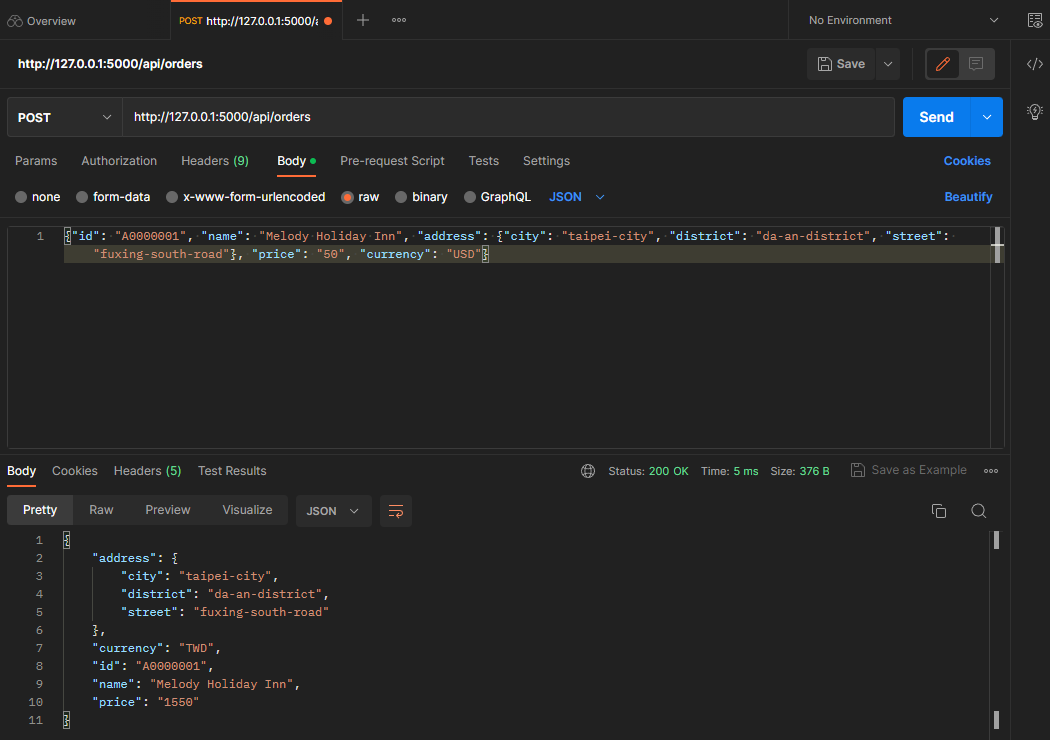 Overview
POST http://127.0.0.1:5000/a
No Environment
http://127.0.0.1:5000/api/orders
Save
</>
POST
http://127.0.0.1:5000/api/orders
Send
Params Authorization Headers (9) Body Pre-request Script Tests Settings Cookies
none form-data x-www-form-urlencoded raw binary GraphQL JSON Beautify
1 {"id": "A0000001", "name": "Melody Holiday Inn", "address": {"city": "taipei-city", "district": "da-an-district", "street":
"fuxing-south-road"}, "price": "50", "currency": "USD"}
Body Cookies Headers (5) Test Results Status: 200 OK Time: 5 ms Size: 376 B Save as Example
Pretty Raw Preview Visualize JSON
1 {
2 "address": {
3 "city": "taipei-city",
4 "district": "da-an-district",
5 "street": "fuxing-south-road"
6 },
7 "currency": "TWD",
8 "id": "A0000001",
9 "name": "Melody Holiday Inn",
10 "price": "1550"
11 }